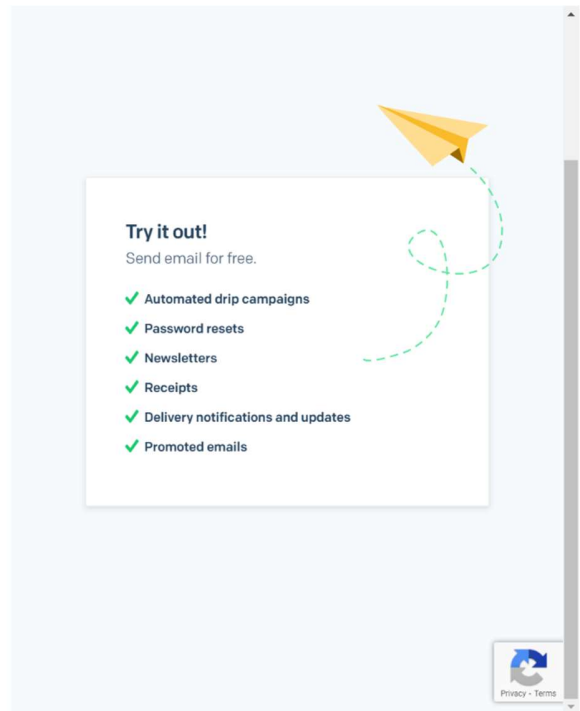 Try it out!
Send email for free.
Automated drip campaigns
Password resets
Newsletters
Receipts
Delivery notifications and updates
Promoted emails
Privacy - Terms